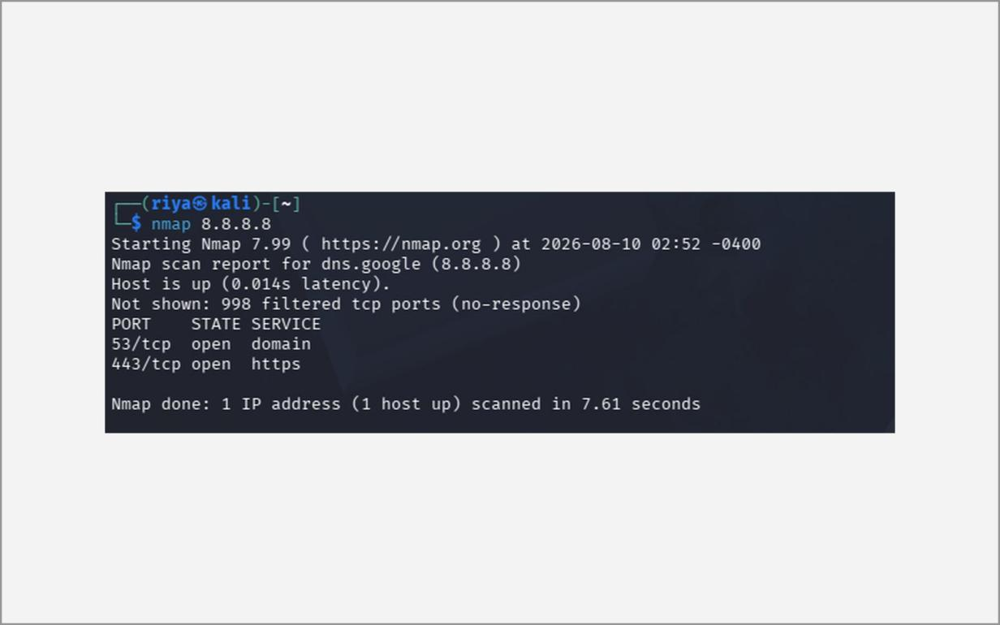 ┌──(riya㉿kali)-[~]
└─$ nmap 8.8.8.8
Starting Nmap 7.99 ( https://nmap.org ) at 2026-08-10 02:52 -0400
Nmap scan report for dns.google (8.8.8.8)
Host is up (0.014s latency).
Not shown: 998 filtered tcp ports (no-response)
PORT    STATE SERVICE
53/tcp  open  domain
443/tcp open  https

Nmap done: 1 IP address (1 host up) scanned in 7.61 seconds